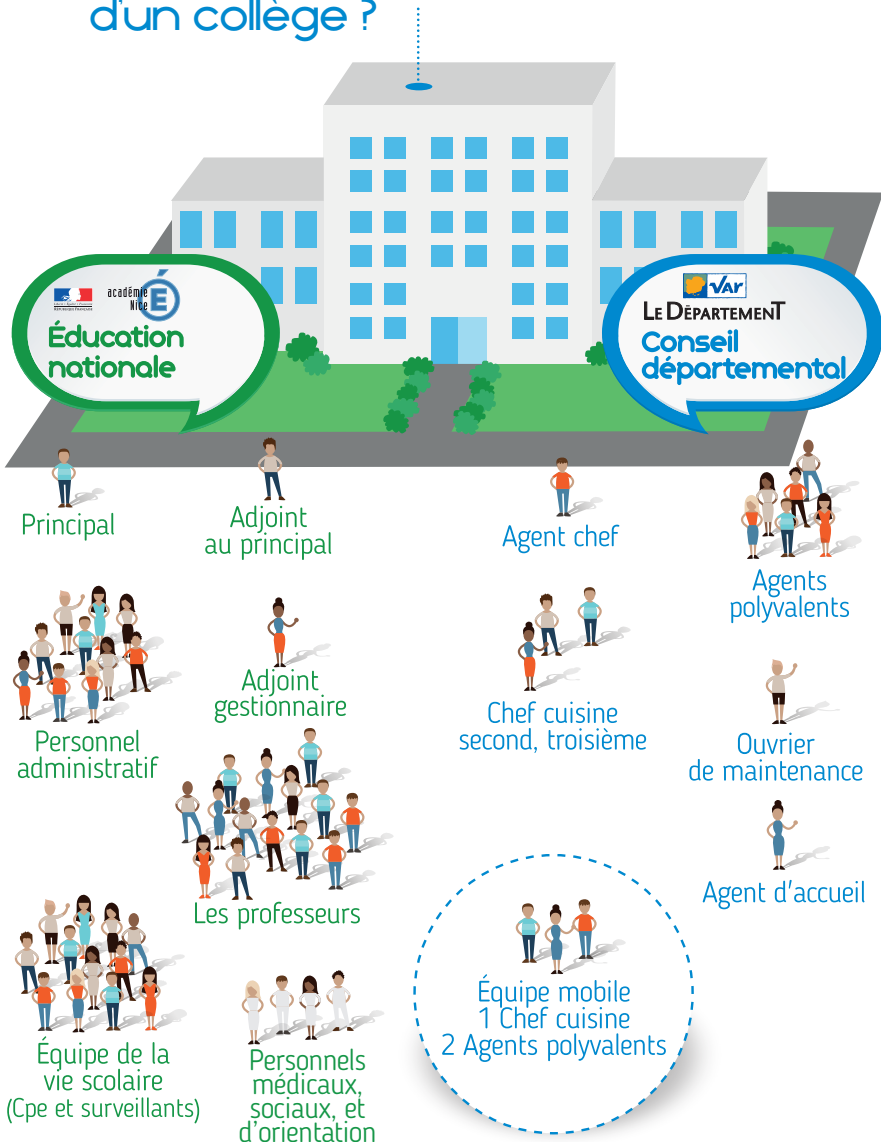 d'un collège ?
académie
Nice
É
RÉPUBLIQUE FRANÇAISE
Éducation
nationale
VAR
LE DÉPARTEMENT
Conseil
départemental
Principal
Adjoint
au principal
Agent chef
Agents
polyvalents
Personnel
administratif
Adjoint
gestionnaire
Chef cuisine
second, troisième
Ouvrier
de maintenance
Les professeurs
Agent d'accueil
Équipe de la
vie scolaire
(Cpe et surveillants)
Personnels
médicaux,
sociaux, et
d'orientation
Équipe mobile
1 Chef cuisine
2 Agents polyvalents